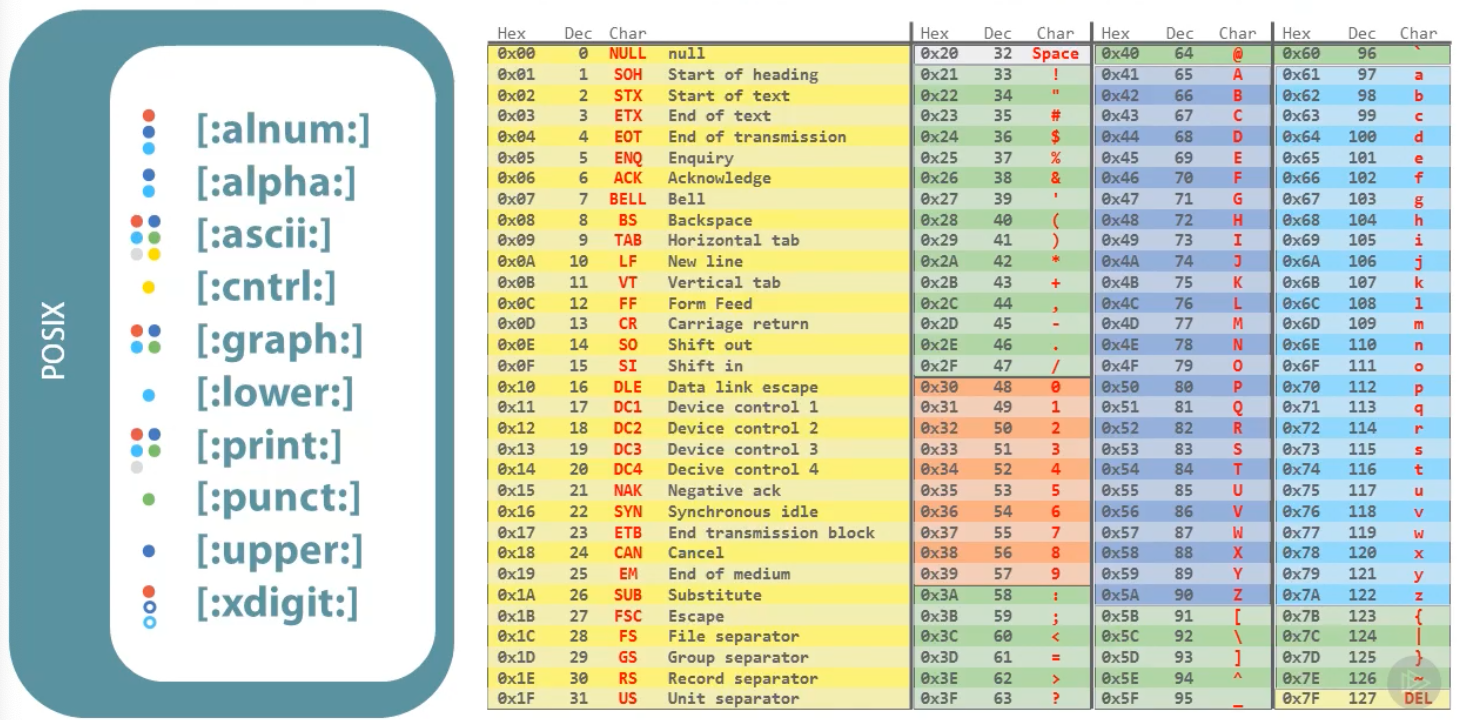 POSIX
[:alnum:]
[:alpha:]
[:ascii:]
[:cntrl:]
[:graph:]
[:lower:]
[:print:]
[:punct:]
[:upper:]
[:xdigit:]
Hex Dec Char Hex Dec Char Hex Dec Char Hex Dec Char
0x00 0 NULL null 0x20 32 Space 0x40 64 @ 0x60 96 `
0x01 1 SOH Start of heading 0x21 33 ! 0x41 65 A 0x61 97 a
0x02 2 STX Start of text 0x22 34 " 0x42 66 B 0x62 98 b
0x03 3 ETX End of text 0x23 35 # 0x43 67 C 0x63 99 c
0x04 4 EOT End of transmission 0x24 36 $ 0x44 68 D 0x64 100 d
0x05 5 ENQ Enquiry 0x25 37 % 0x45 69 E 0x65 101 e
0x06 6 ACK Acknowledge 0x26 38 & 0x46 70 F 0x66 102 f
0x07 7 BELL Bell 0x27 39 ' 0x47 71 G 0x67 103 g
0x08 8 BS Backspace 0x28 40 ( 0x48 72 H 0x68 104 h
0x09 9 TAB Horizontal tab 0x29 41 ) 0x49 73 I 0x69 105 i
0x0A 10 LF New line 0x2A 42 * 0x4A 74 J 0x6A 106 j
0x0B 11 VT Vertical tab 0x2B 43 + 0x4B 75 K 0x6B 107 k
0x0C 12 FF Form Feed 0x2C 44 , 0x4C 76 L 0x6C 108 l
0x0D 13 CR Carriage return 0x2D 45 - 0x4D 77 M 0x6D 109 m
0x0E 14 SO Shift out 0x2E 46 . 0x4E 78 N 0x6E 110 n
0x0F 15 SI Shift in 0x2F 47 / 0x4F 79 O 0x6F 111 o
0x10 16 DLE Data link escape 0x30 48 0 0x50 80 P 0x70 112 p
0x11 17 DC1 Device control 1 0x31 49 1 0x51 81 Q 0x71 113 q
0x12 18 DC2 Device control 2 0x32 50 2 0x52 82 R 0x72 114 r
0x13 19 DC3 Device control 3 0x33 51 3 0x53 83 S 0x73 115 s
0x14 20 DC4 Decive control 4 0x34 52 4 0x54 84 T 0x74 116 t
0x15 21 NAK Negative ack 0x35 53 5 0x55 85 U 0x75 117 u
0x16 22 SYN Synchronous idle 0x36 54 6 0x56 86 V 0x76 118 v
0x17 23 ETB End transmission block 0x37 55 7 0x57 87 W 0x77 119 w
0x18 24 CAN Cancel 0x38 56 8 0x58 88 X 0x78 120 x
0x19 25 EM End of medium 0x39 57 9 0x59 89 Y 0x79 121 y
0x1A 26 SUB Substitute 0x3A 58 : 0x5A 90 Z 0x7A 122 z
0x1B 27 FSC Escape 0x3B 59 ; 0x5B 91 [ 0x7B 123 {
0x1C 28 FS File separator 0x3C 60 < 0x5C 92 \ 0x7C 124 |
0x1D 29 GS Group separator 0x3D 61 = 0x5D 93 ] 0x7D 125 }
0x1E 30 RS Record separator 0x3E 62 > 0x5E 94 ^ 0x7E 126 ~
0x1F 31 US Unit separator 0x3F 63 ? 0x5F 95 _ 0x7F 127 DEL